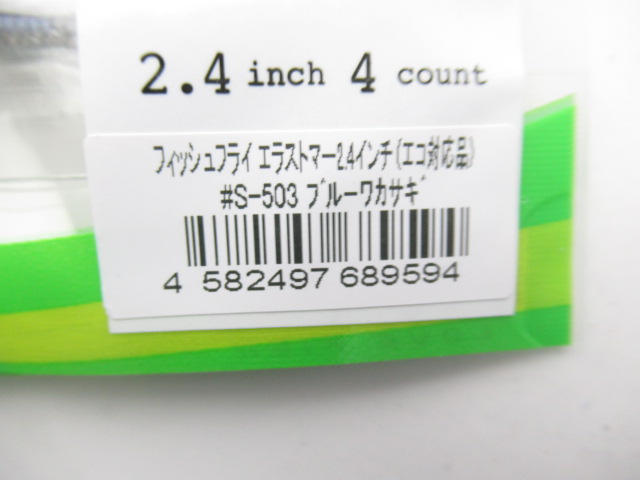 2.4 inch 4 count
フィッシュフライ エラストマー2.4インチ(エコ対応品)
#S-503 ブルーワカサギ
4 582497 689594